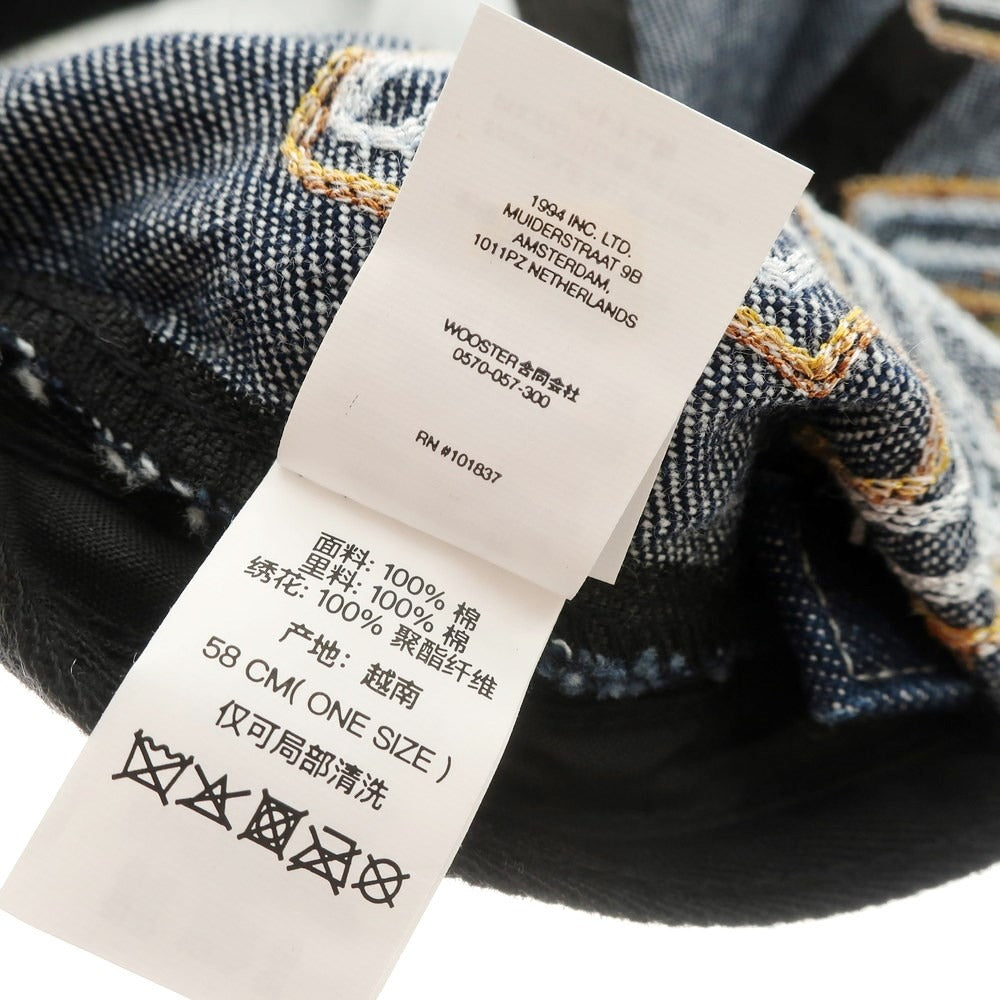 1994 INC. LTD.
MUIDERSTRAAT 9B
AMSTERDAM,
1011PZ NETHERLANDS
WOOSTER合同会社
0570-057-300
RN #101837
面料: 100% 棉
里料: 100% 棉
绣花: 100% 聚酯纤维
产地: 越南
58 CM( ONE SIZE )
仅可局部清洗